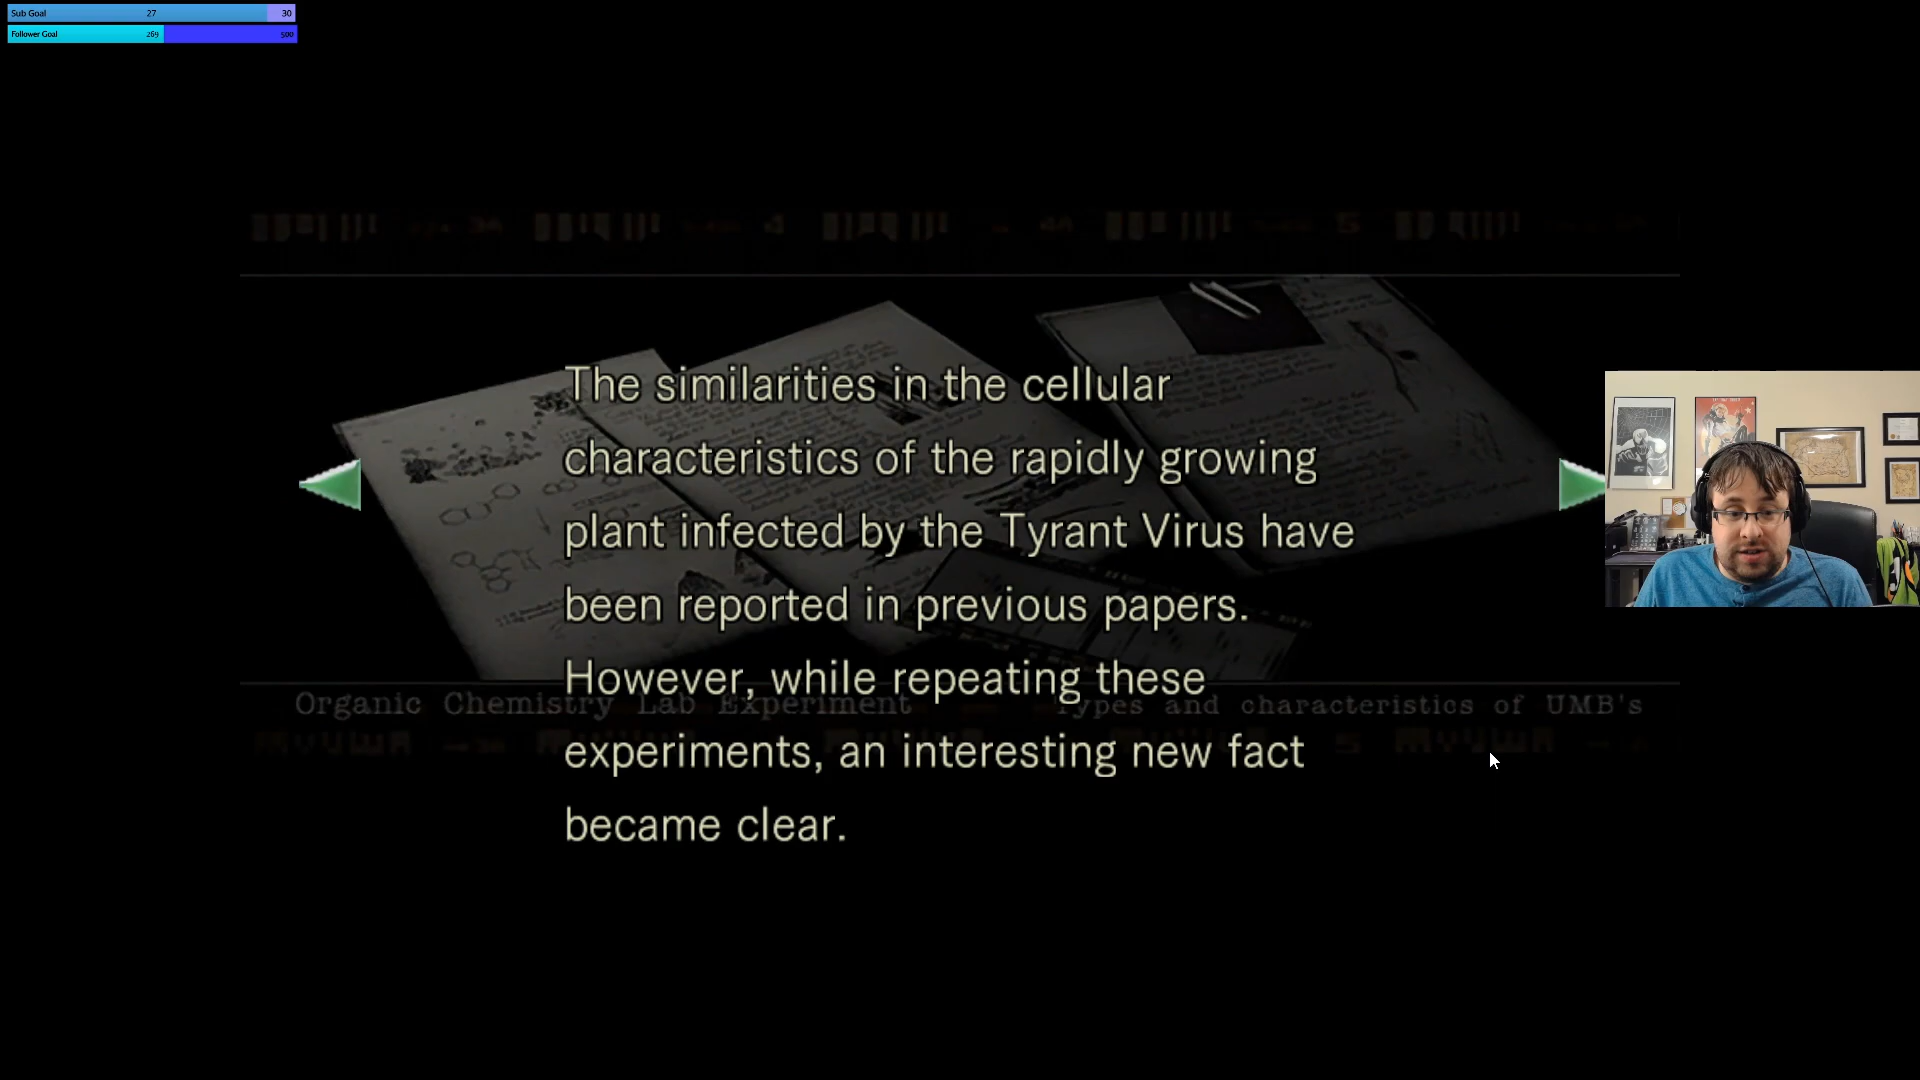 Sub Goal 27 30
Follower Goal 269 500
The similarities in the cellular
characteristics of the rapidly growing
plant infected by the Tyrant Virus have
been reported in previous papers.
However, while repeating these
Organic Chemistry Lab Experiment Types and characteristics of UMB's
experiments, an interesting new fact
became clear.